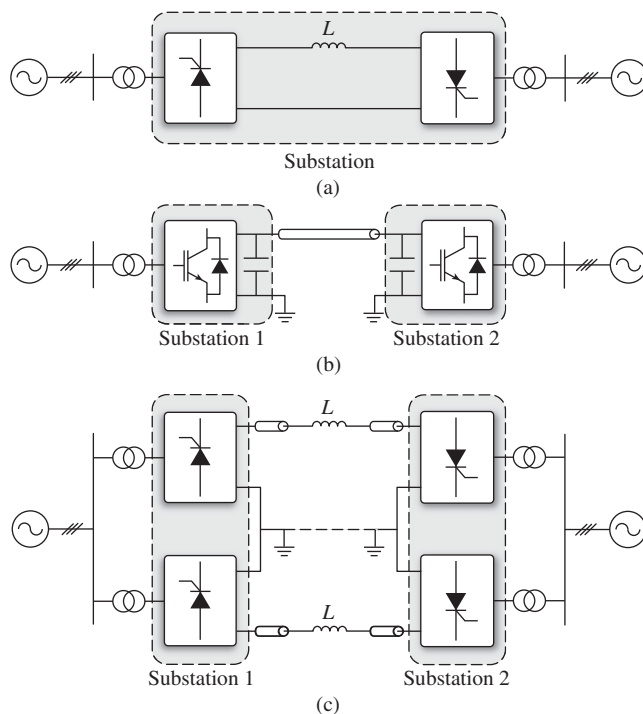 L
Substation
(a)
Substation 1
Substation 2
(b)
L
L
Substation 1
Substation 2
(c)